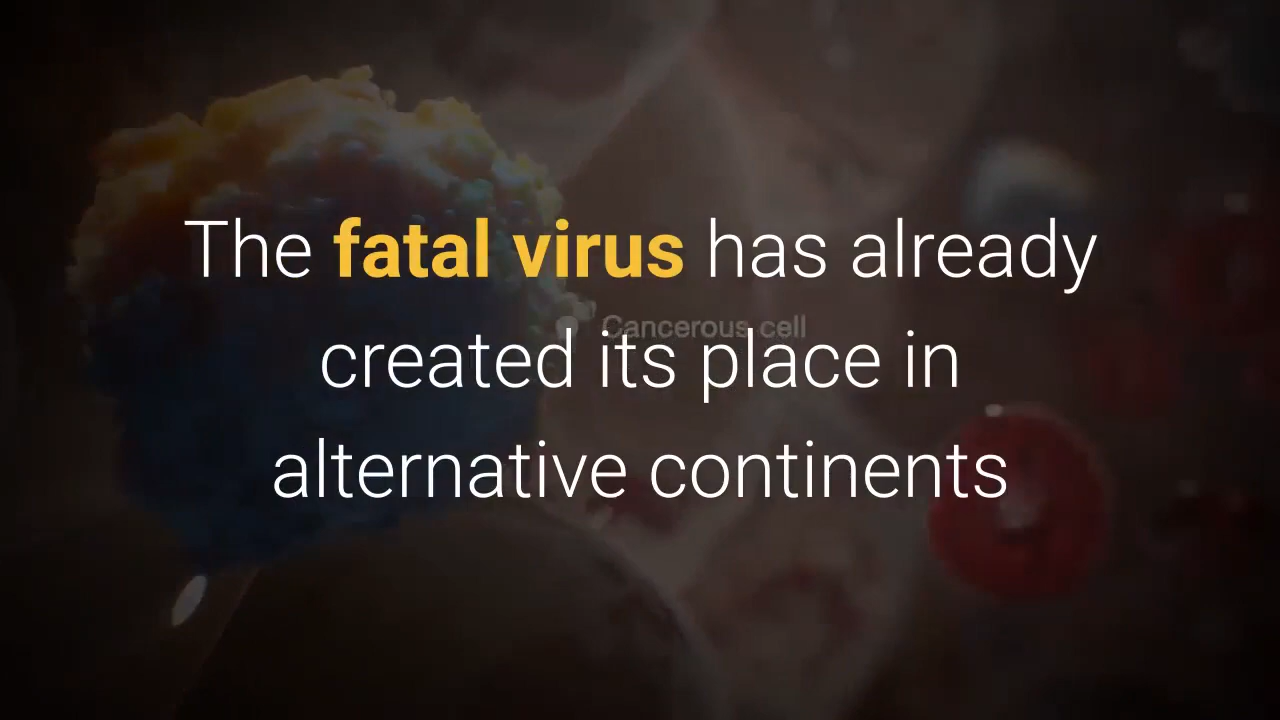 The fatal virus has already
Cancerous cell
created its place in
alternative continents